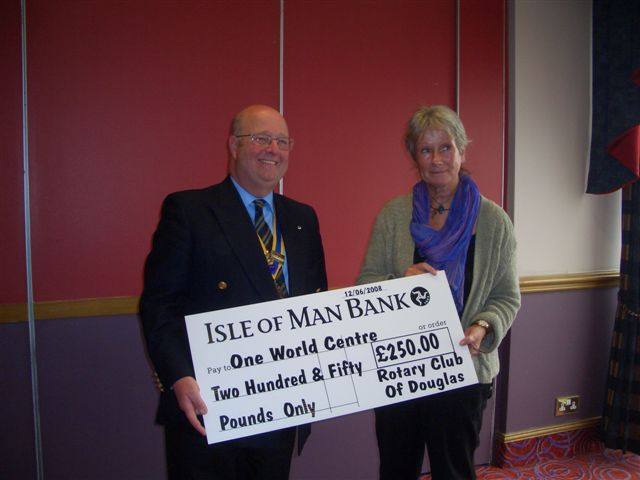 12/06/2008
ISLE OF MAN BANK
Pay to One World Centre or order
Two Hundred & Fifty £250.00
Pounds Only Rotary Club
Of Douglas